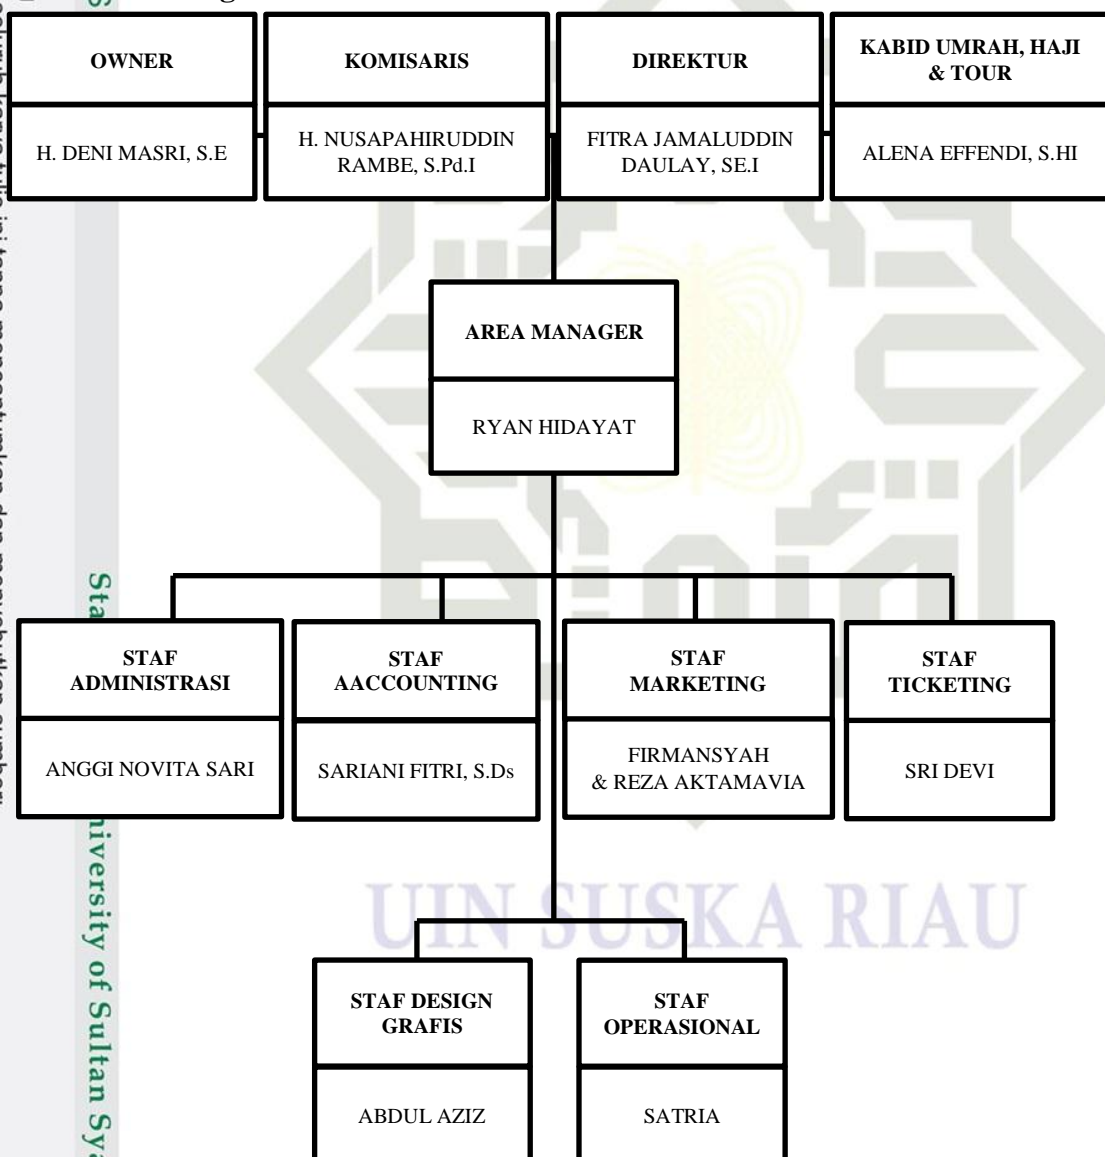 OWNER
H. DENI MASRI, S.E
KOMISARIS
H. NUSAPAHIRUDDIN
RAMBE, S.Pd.I
DIREKTUR
FITRA JAMALUDDIN
DAULAY, SE.I
KABID UMRAH, HAJI
& TOUR
ALENA EFFENDI, S.HI
AREA MANAGER
RYAN HIDAYAT
STAF
ADMINISTRASI
ANGGI NOVITA SARI
STAF
AACCOUNTING
SARIANI FITRI, S.Ds
STAF
MARKETING
FIRMANSYAH
& REZA AKTAMAVIA
STAF
TICKETING
SRI DEVI
UIN SUSKA RIAU
STAF DESIGN
GRAFIS
ABDUL AZIZ
STAF
OPERASIONAL
SATRIA
of Sultan